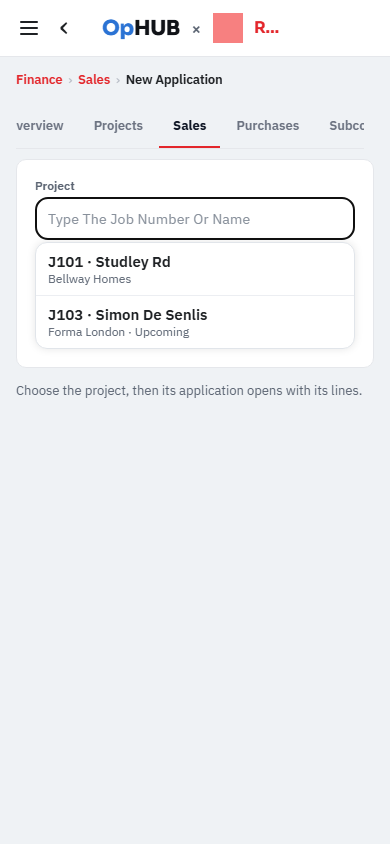 OpHUB × R...
Finance › Sales › New Application
verview Projects Sales Purchases Subcc
Project
Type The Job Number Or Name
J101 · Studley Rd
Bellway Homes
J103 · Simon De Senlis
Forma London · Upcoming
Choose the project, then its application opens with its lines.